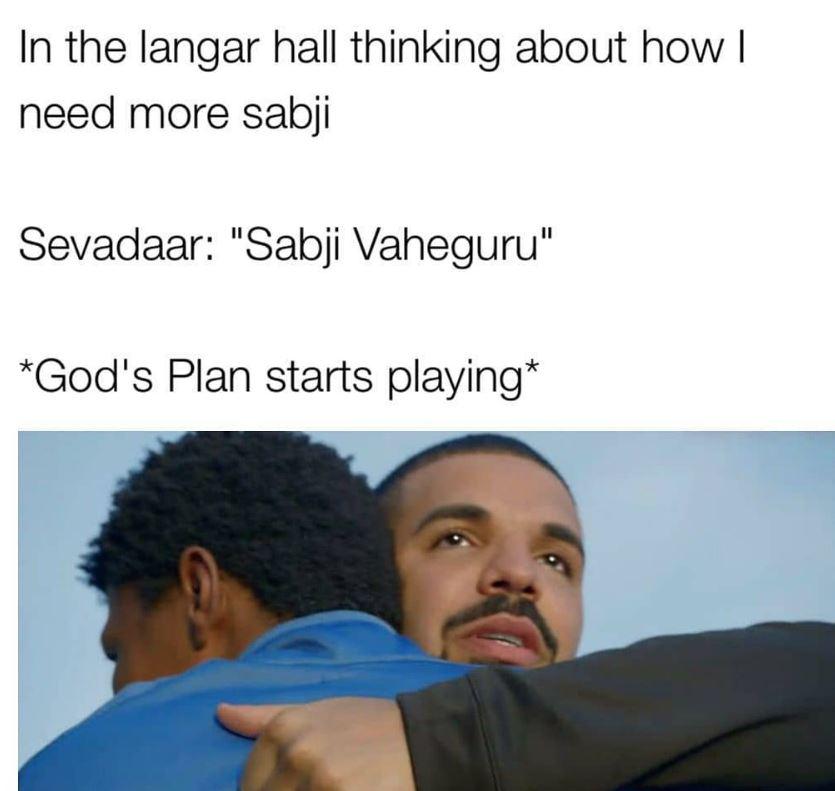 In the langar hall thinking about how I
need more sabji
Sevadaar: "Sabji Vaheguru"
*God's Plan starts playing*